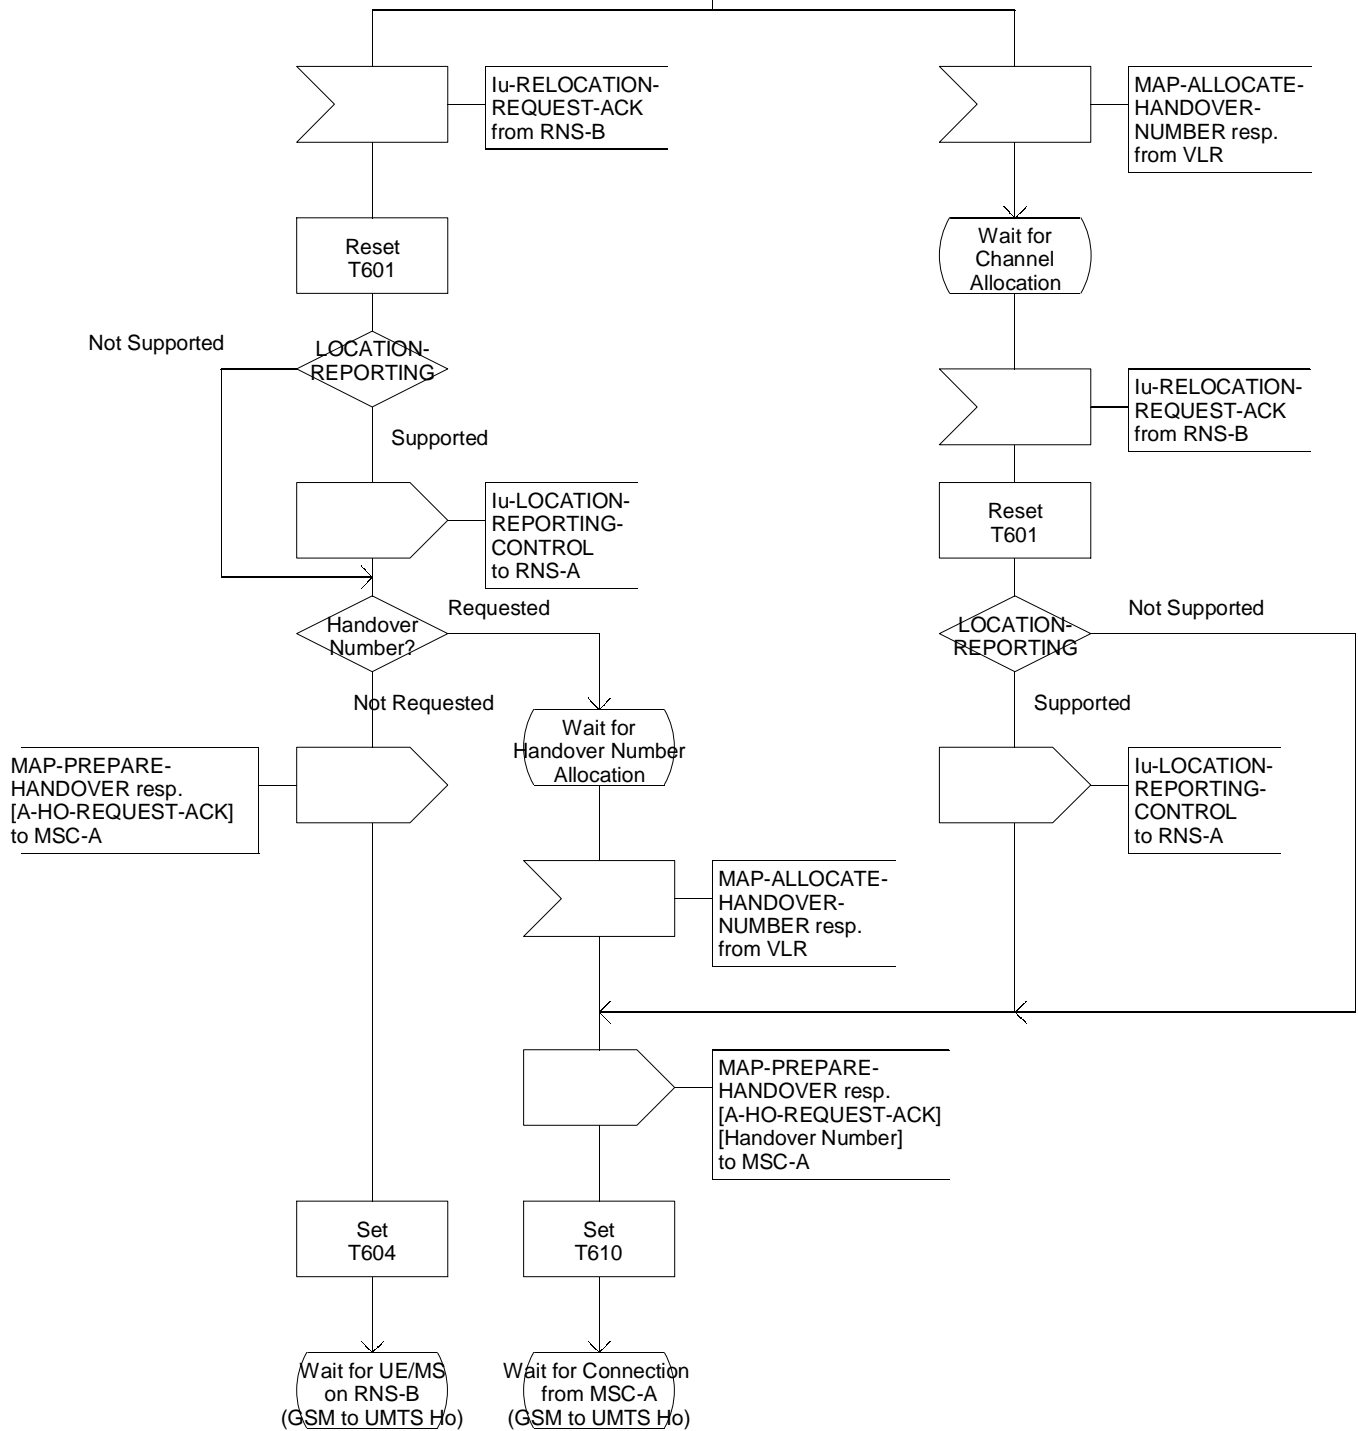 Iu-RELOCATION-
REQUEST-ACK
from RNS-B
MAP-ALLOCATE-
HANDOVER-
NUMBER resp.
from VLR
Reset
T601
Wait for
Channel
Allocation
Not Supported
LOCATION-
REPORTING
Supported
Iu-RELOCATION-
REQUEST-ACK
from RNS-B
Iu-LOCATION-
REPORTING-
CONTROL
to RNS-A
Reset
T601
Requested
Handover
Number?
Not Requested
LOCATION-
REPORTING
Not Supported
Supported
Wait for
Handover Number
Allocation
MAP-PREPARE-
HANDOVER resp.
[A-HO-REQUEST-ACK]
to MSC-A
Iu-LOCATION-
REPORTING-
CONTROL
to RNS-A
MAP-ALLOCATE-
HANDOVER-
NUMBER resp.
from VLR
MAP-PREPARE-
HANDOVER resp.
[A-HO-REQUEST-ACK]
[Handover Number]
to MSC-A
Set
T604
Set
T610
Wait for UE/MS
on RNS-B
(GSM to UMTS Ho)
Wait for Connection
from MSC-A
(GSM to UMTS Ho)